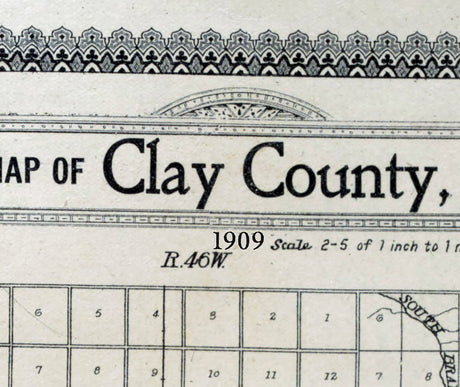 MAP OF Clay County,
1909 Scale 2-5 of 1 inch to 1
R.46W.
6 5 4 3 2 1 6 SOUTH
7 8 9 10 11 12 7 8 BRA